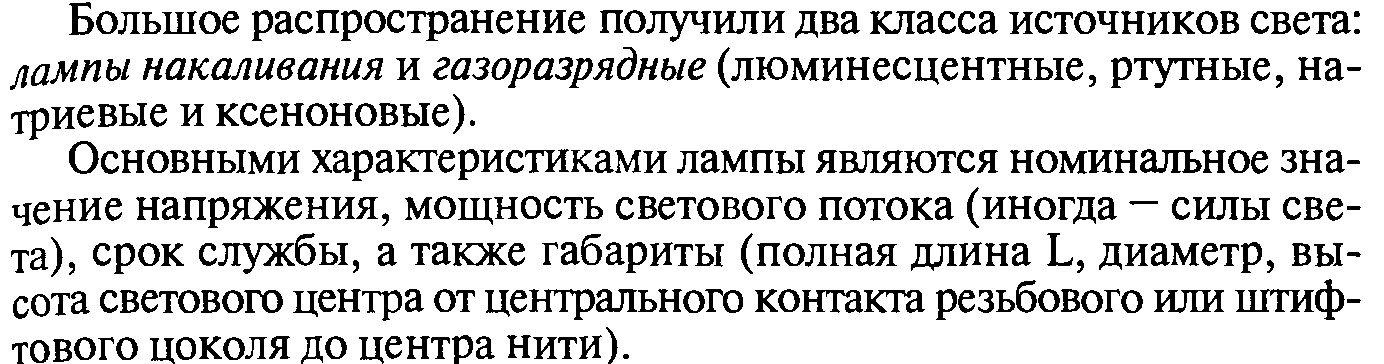 Большое распространение получили два класса источников света:
лампы накаливания и газоразрядные (люминесцентные, ртутные, на-
триевые и ксеноновые).
Основными характеристиками лампы являются номинальное зна-
чение напряжения, мощность светового потока (иногда — силы све-
та), срок службы, а также габариты (полная длина L, диаметр, вы-
сота светового центра от центрального контакта резьбового или штиф-
тового цоколя до центра нити).